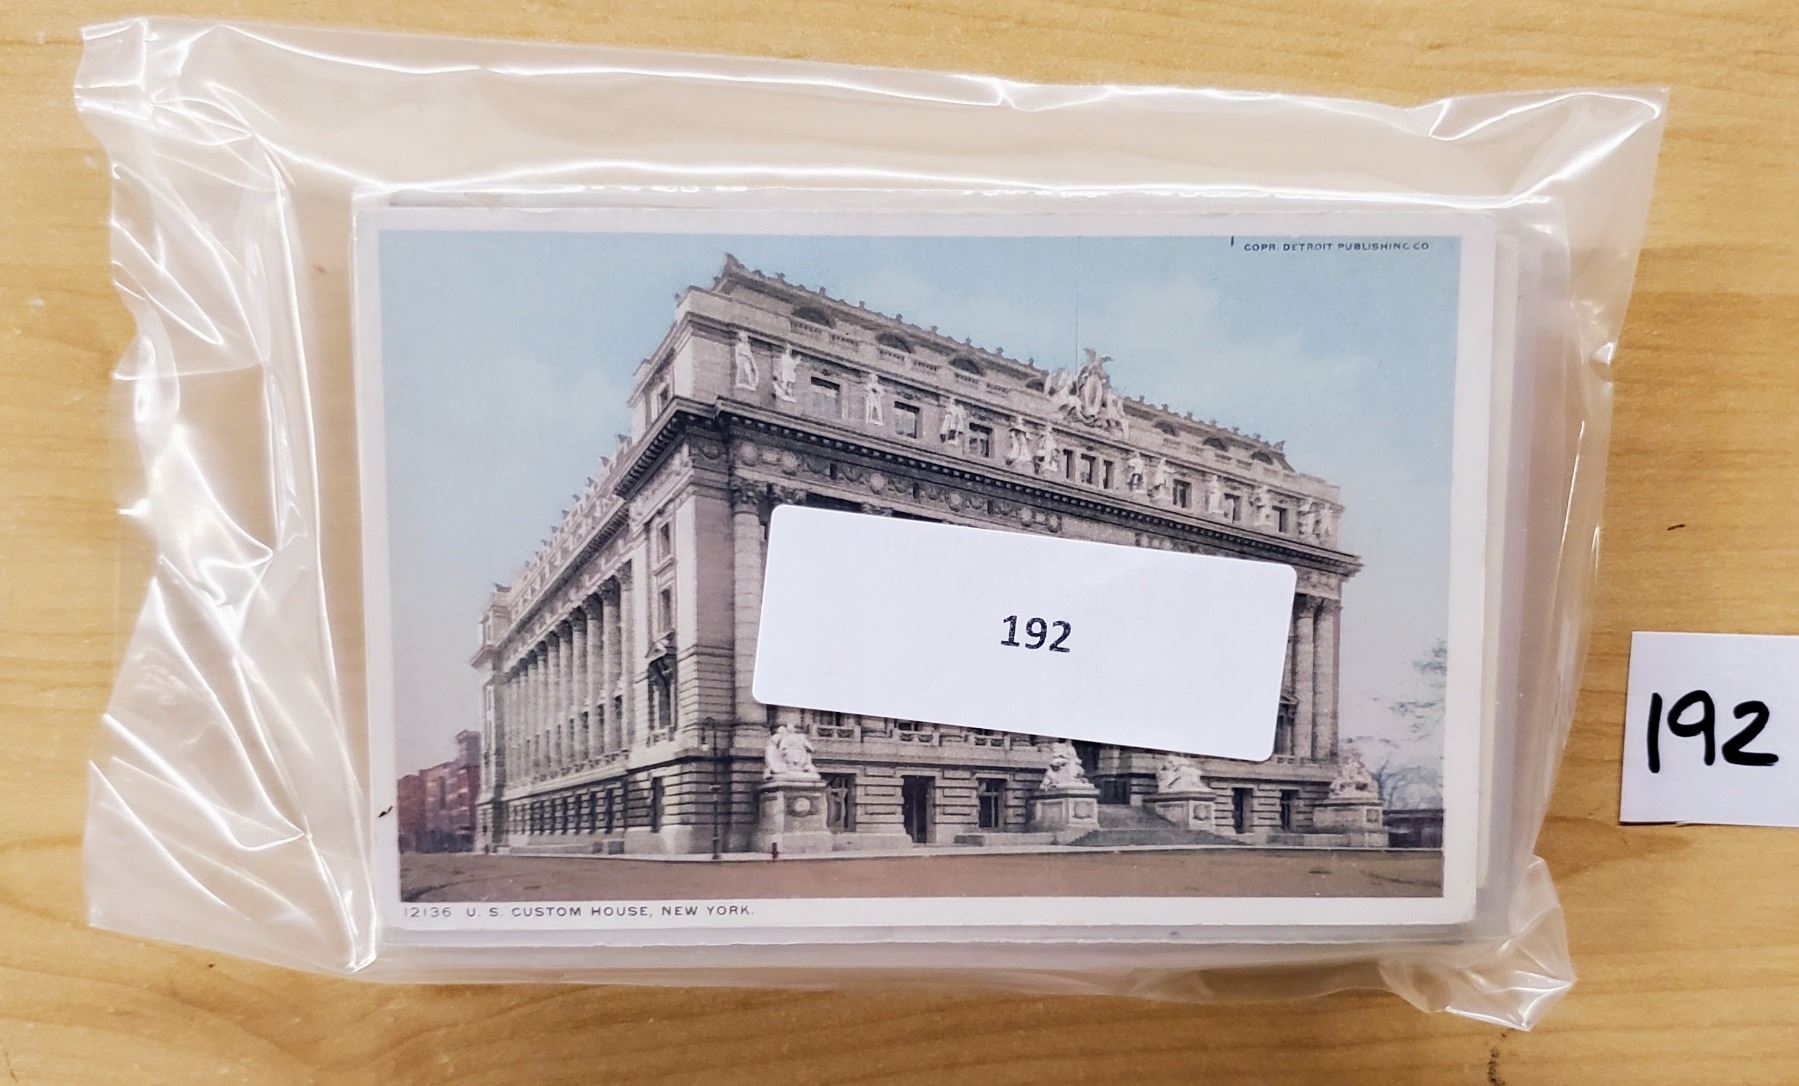 COPR. DETROIT PUBLISHING CO
192
192
12136 U. S. CUSTOM HOUSE, NEW YORK.